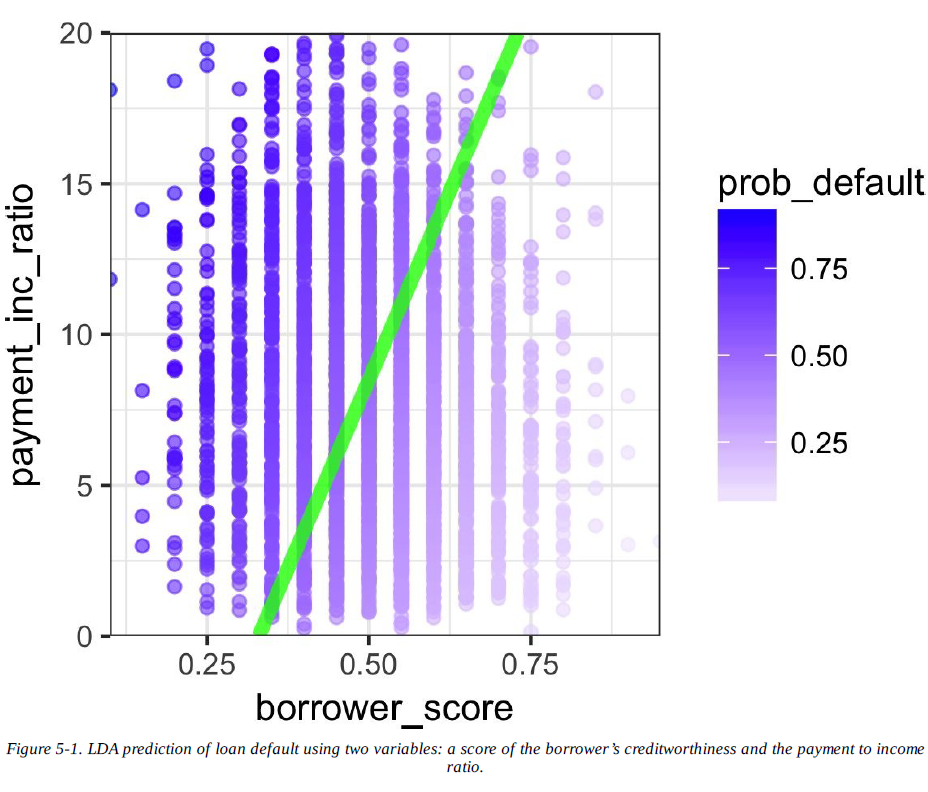 20
15
10
5
0
payment_inc_ratio
0.25 0.50 0.75
borrower_score
prob_default
0.75
0.50
0.25
Figure 5-1. LDA prediction of loan default using two variables: a score of the borrower’s creditworthiness and the payment to income
ratio.